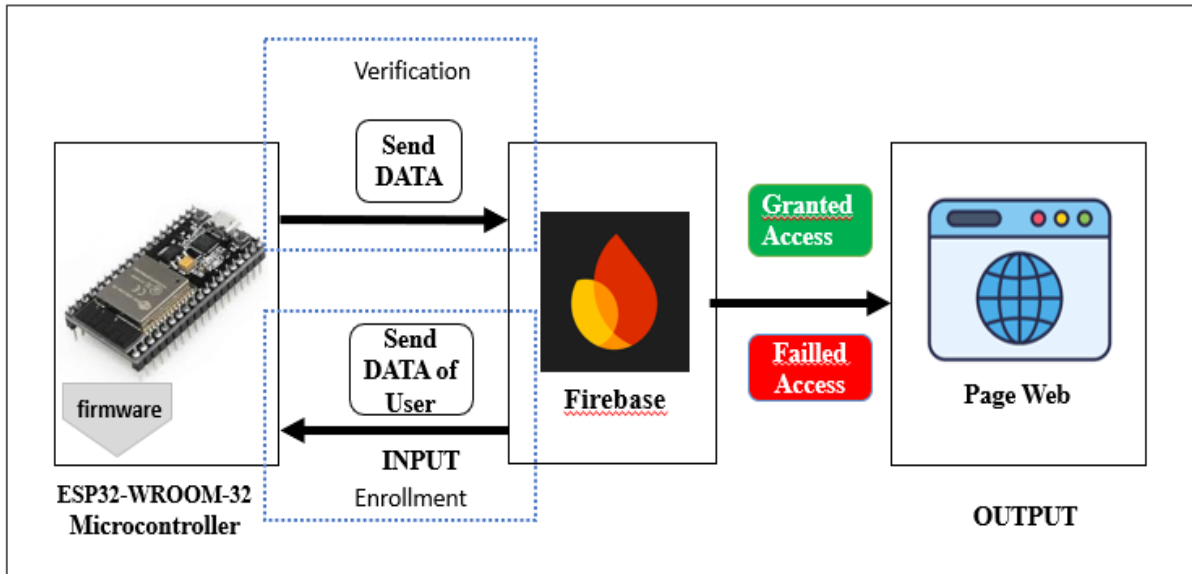 Verification
Send
DATA
Granted
Access
Send
DATA of
User
Failled
Access
firmware
Firebase
Page Web
INPUT
Enrollment
ESP32-WROOM-32
Microcontroller
OUTPUT